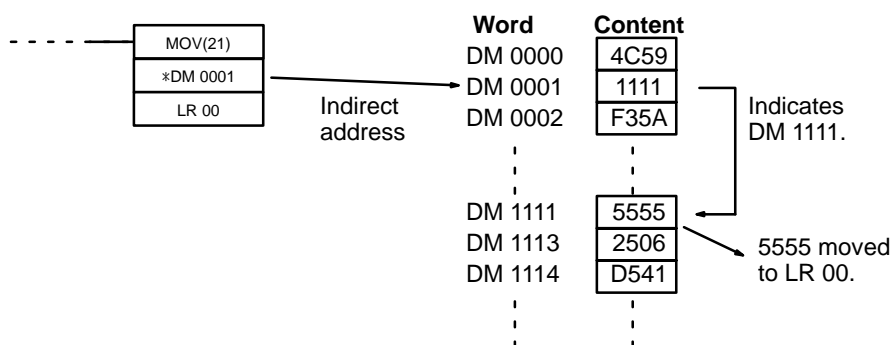 MOV(21)
*DM 0001
LR 00
Indirect
address
Word Content
DM 0000 4C59
DM 0001 1111
DM 0002 F35A
Indicates
DM 1111.
DM 1111 5555
DM 1113 2506
DM 1114 D541
5555 moved
to LR 00.